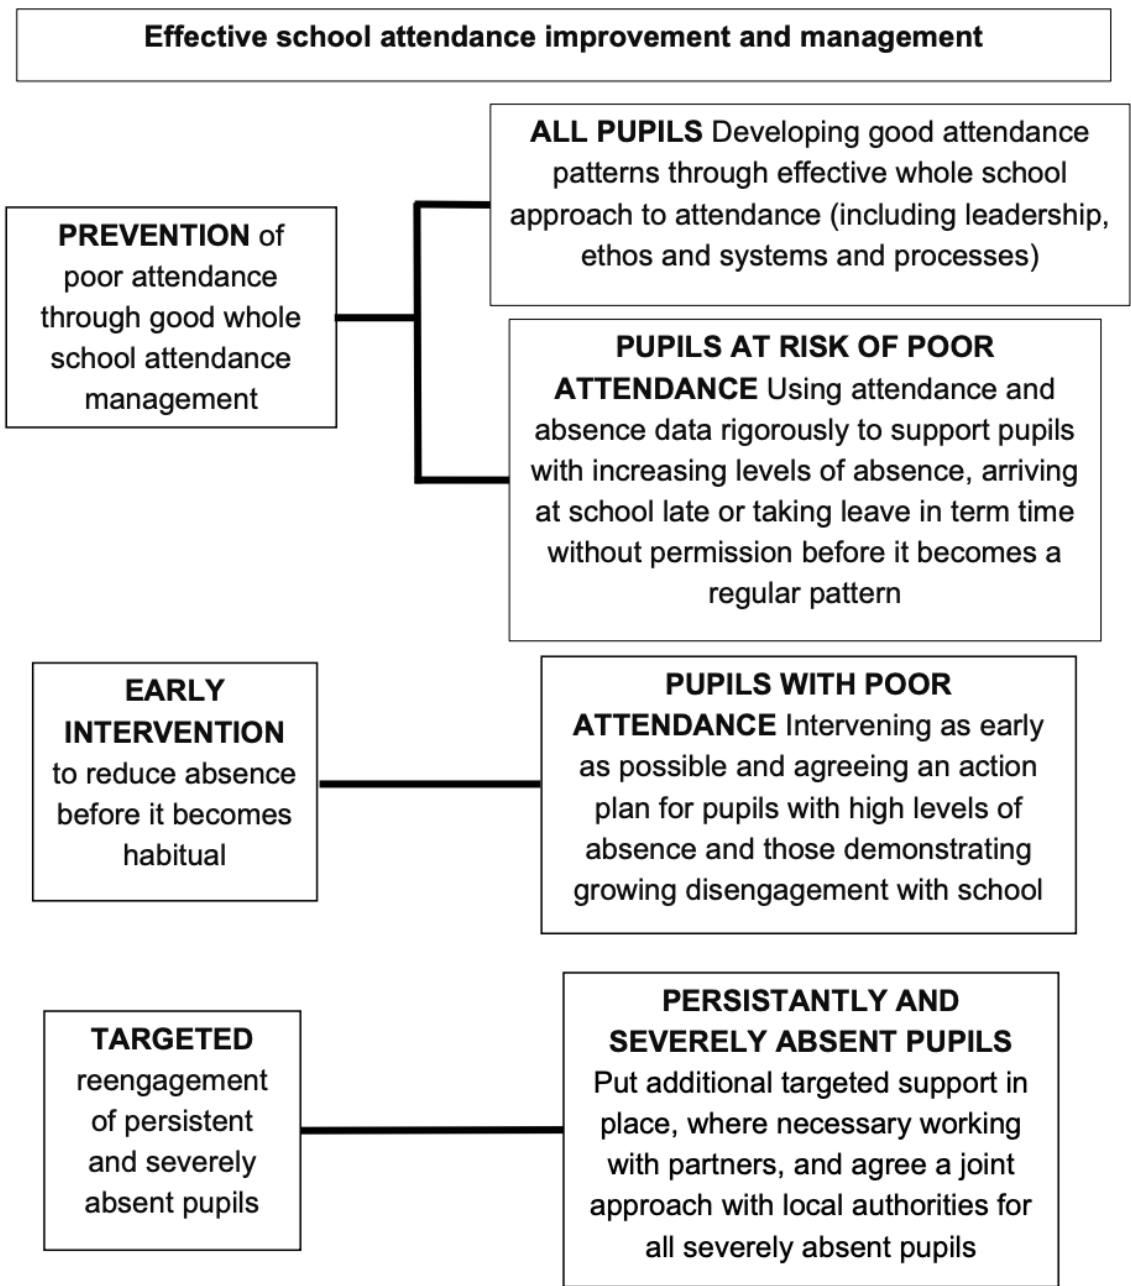 Effective school attendance improvement and management
ALL PUPILS Developing good attendance
patterns through effective whole school
approach to attendance (including leadership,
ethos and systems and processes)
PREVENTION of
poor attendance
through good whole
school attendance
management
PUPILS AT RISK OF POOR
ATTENDANCE Using attendance and
absence data rigorously to support pupils
with increasing levels of absence, arriving
at school late or taking leave in term time
without permission before it becomes a
regular pattern
EARLY
INTERVENTION
to reduce absence
before it becomes
habitual
PUPILS WITH POOR
ATTENDANCE Intervening as early
as possible and agreeing an action
plan for pupils with high levels of
absence and those demonstrating
growing disengagement with school
TARGETED
reengagement
of persistent
and severely
absent pupils
PERSISTANTLY AND
SEVERELY ABSENT PUPILS
Put additional targeted support in
place, where necessary working
with partners, and agree a joint
approach with local authorities for
all severely absent pupils